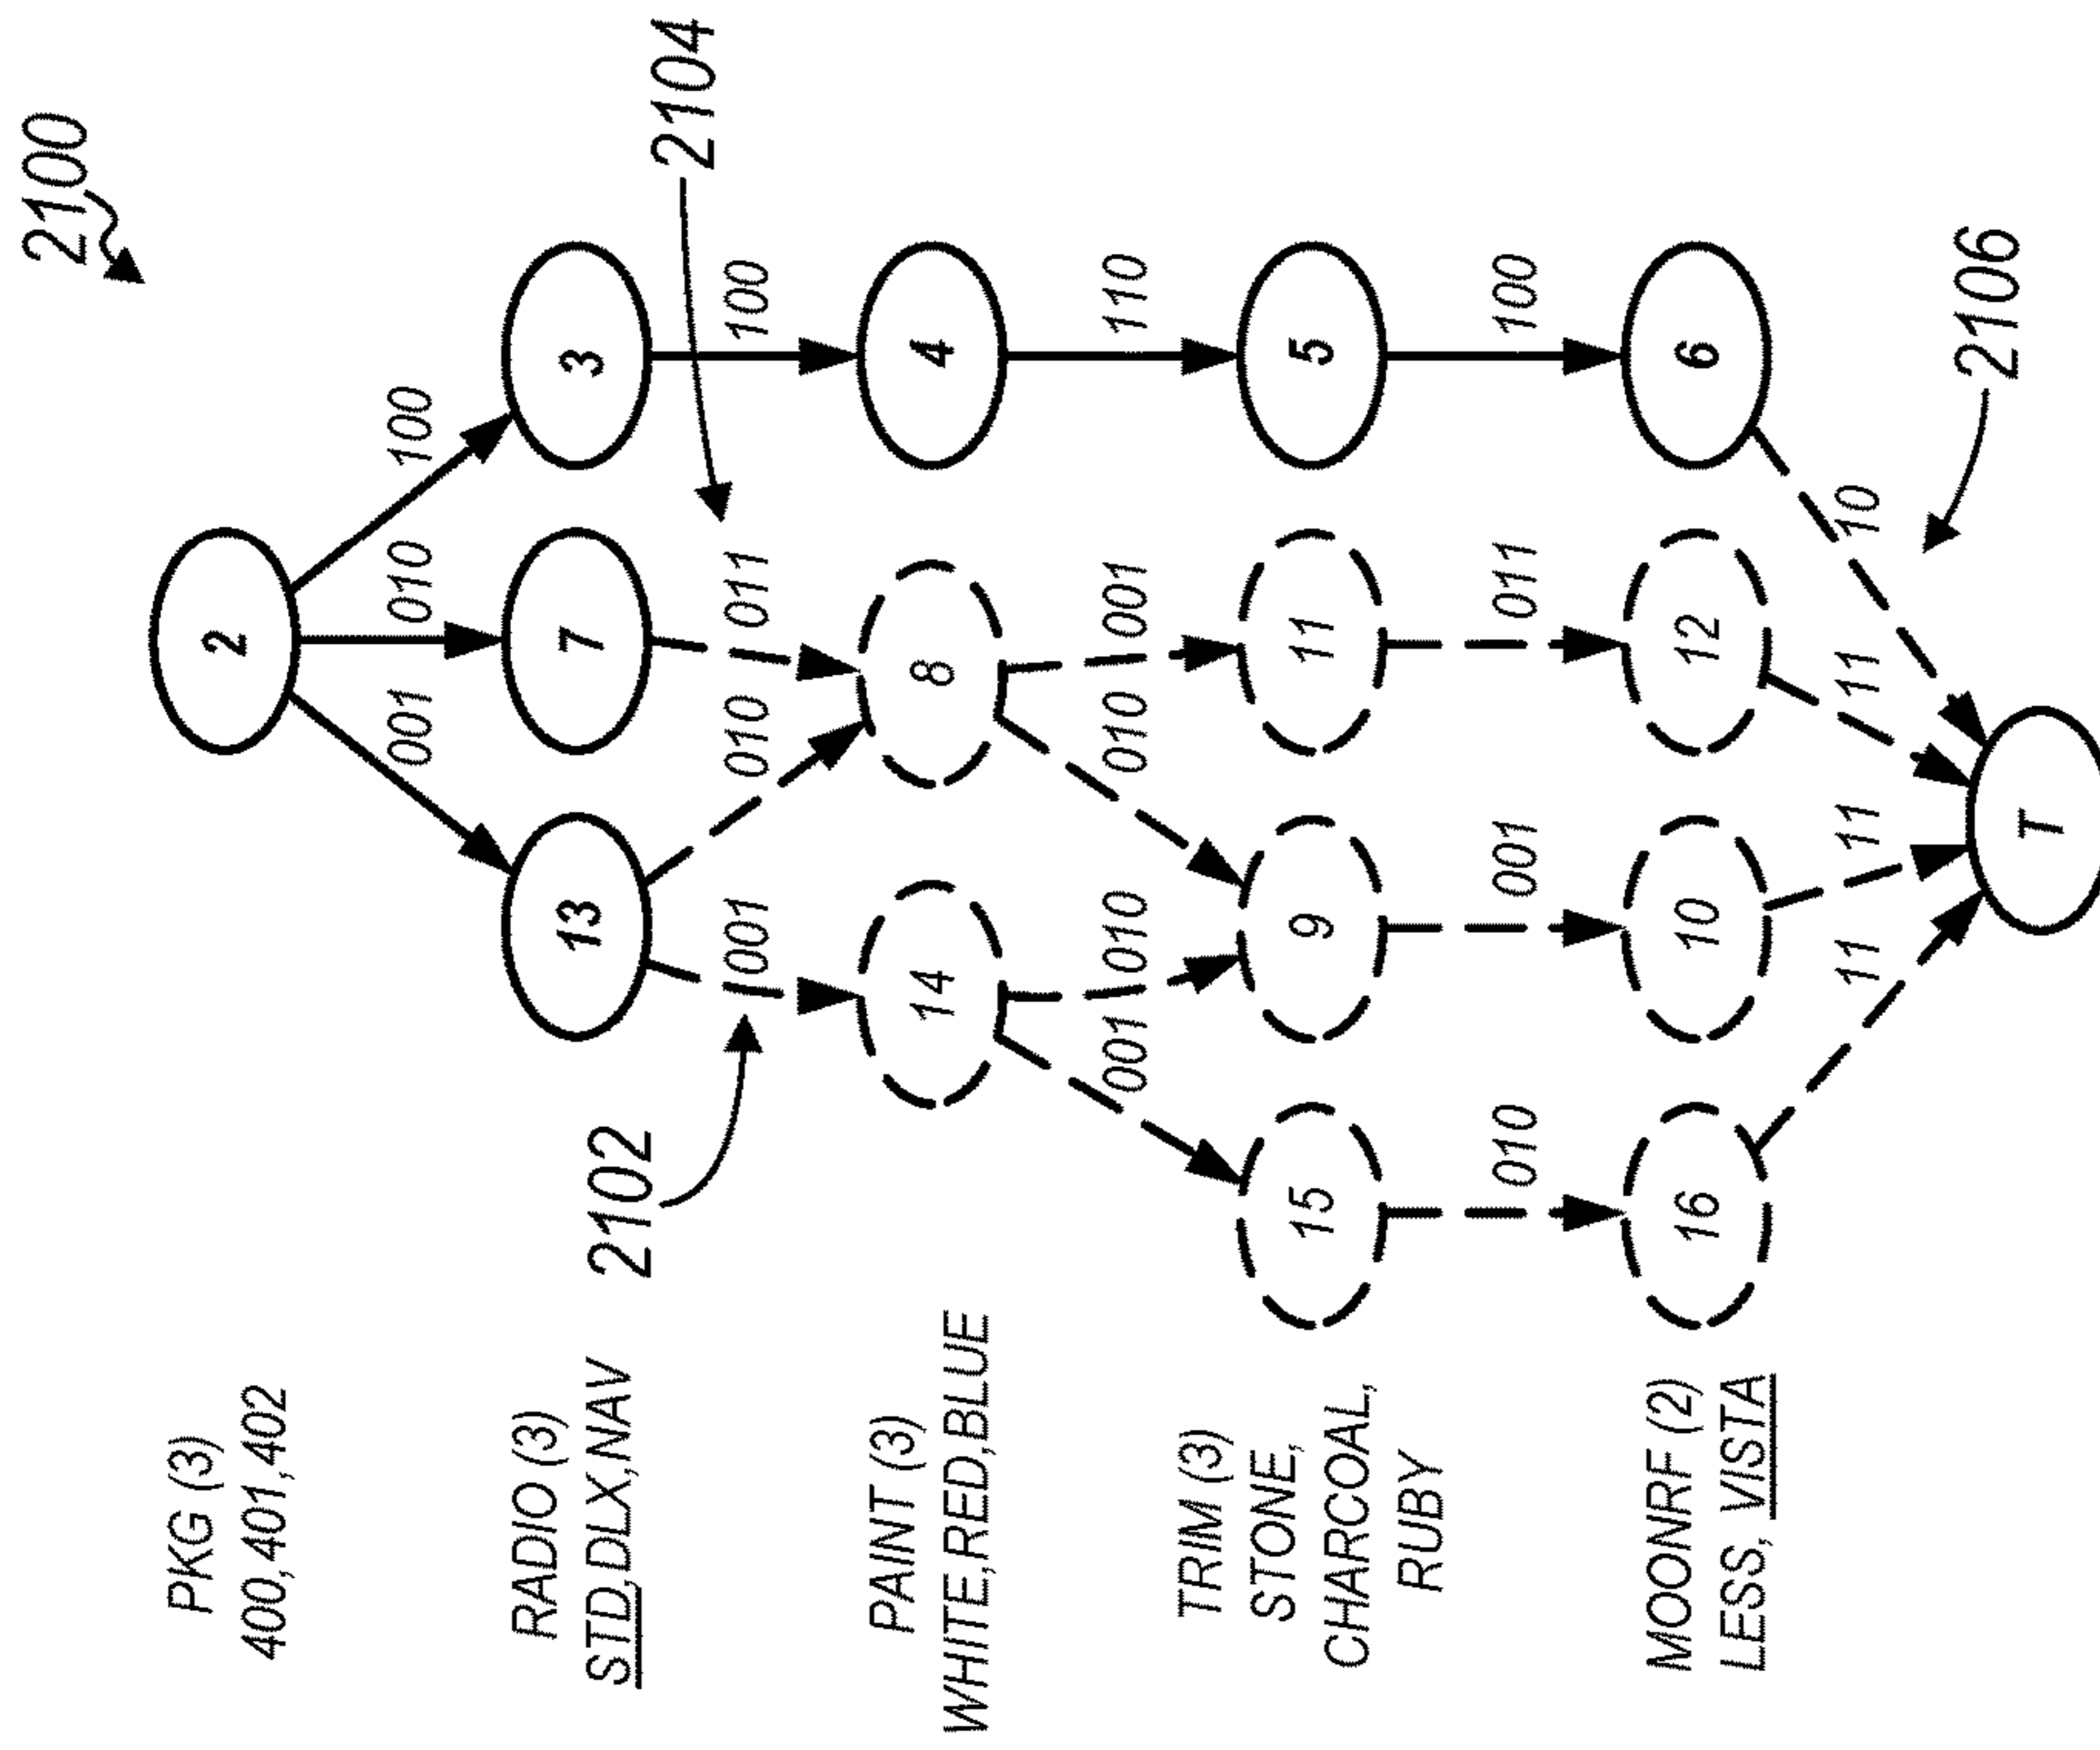 2100
PKG (3)
400,401,402
2
001 010 100
RADIO (3)
STD,DLX,NAV
13 7 3
2102
2104
001 010 011 100
PAINT (3)
WHITE,RED,BLUE
14 8 4
001 010 010 001 110
TRIM (3)
STONE,
CHARCOAL,
RUBY
15 9 11 5
010 001 011 100
MOONRF (2)
LESS, VISTA
16 10 12 6
11 11 11 10
2106
T